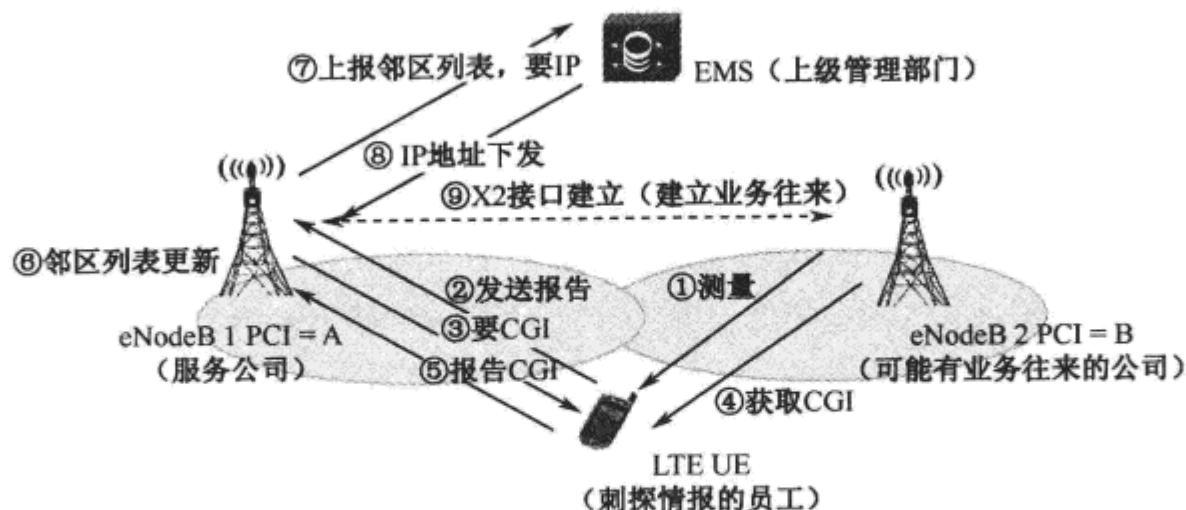 ⑦上报邻区列表，要IP
EMS（上级管理部门）
⑧ IP地址下发
⑨X2接口建立（建立业务往来）
⑥邻区列表更新
②发送报告
①测量
③要CGI
eNodeB 1 PCI = A
（服务公司）
eNodeB 2 PCI = B
（可能有业务往来的公司）
⑤报告CGI
④获取CGI
LTE UE
（刺探情报的员工）